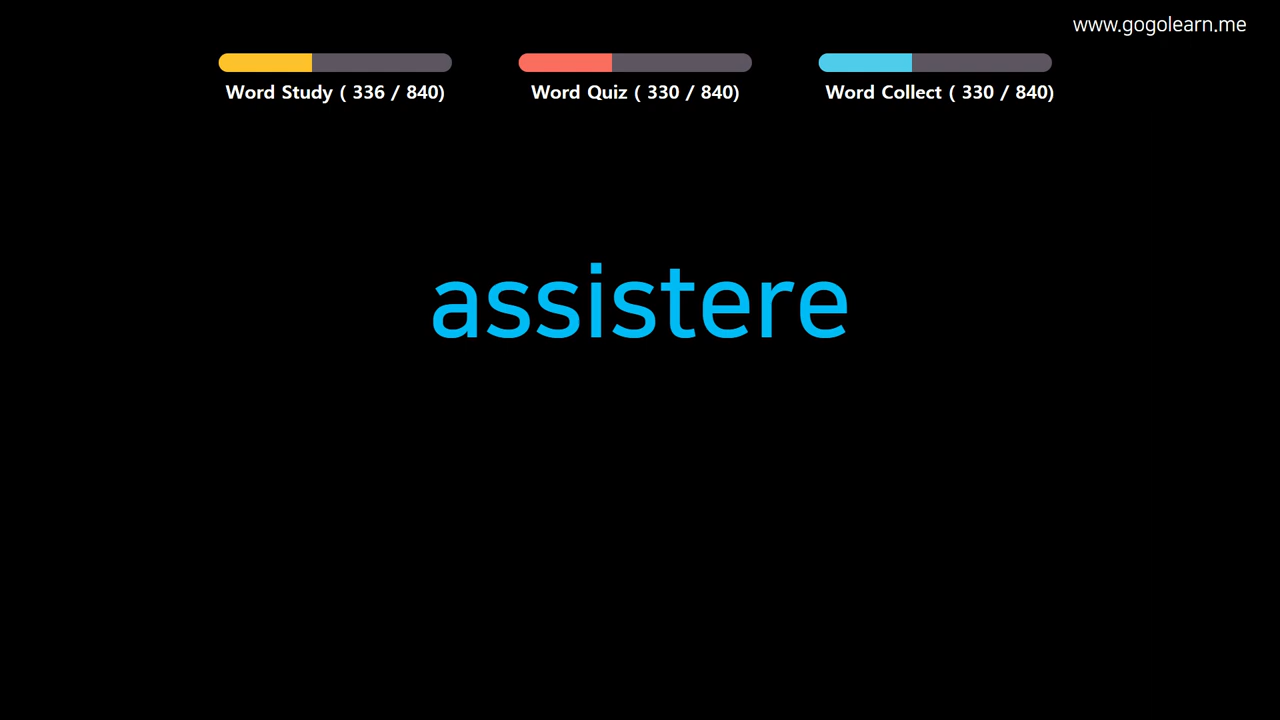 www.gogolearn.me
Word Study ( 336 / 840)
Word Quiz ( 330 / 840)
Word Collect ( 330 / 840)
assistere